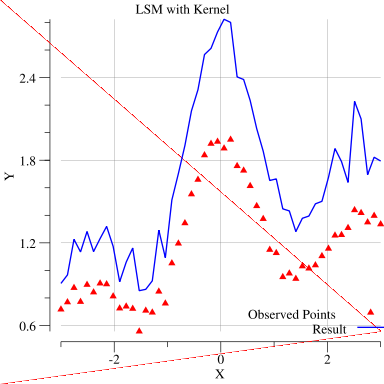 LSM with Kernel
2.4
1.8
1.2
0.6
Y
Observed Points
Result
-2
0
2
X